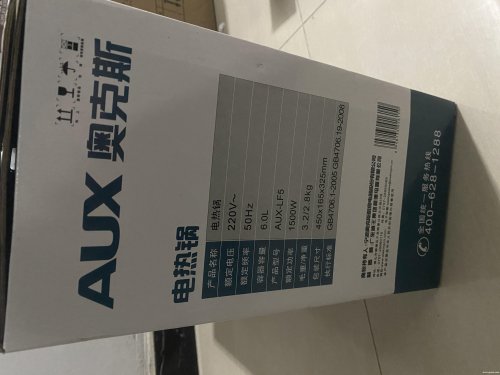 AUX 奥克斯
电热锅
产品名称 电热锅
额定电压 220V~
额定频率 50Hz
容器容量 6.0L
产品型号 AUX-LF5
额定功率 1500W
毛重/净重 3.2/2.8kg
包装尺寸 450x165x325mm
执行标准 GB4706.1-2005 GB4706.19-2008
全国统一服务热线
400-628-1288